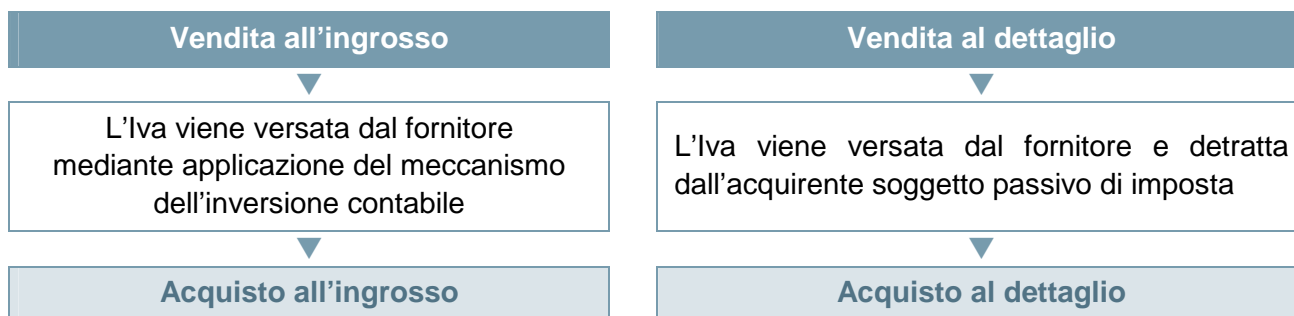 Vendita all’ingrosso
L’Iva viene versata dal fornitore
mediante applicazione del meccanismo
dell’inversione contabile
Acquisto all’ingrosso
Vendita al dettaglio
L’Iva viene versata dal fornitore e detratta
dall’acquirente soggetto passivo di imposta
Acquisto al dettaglio